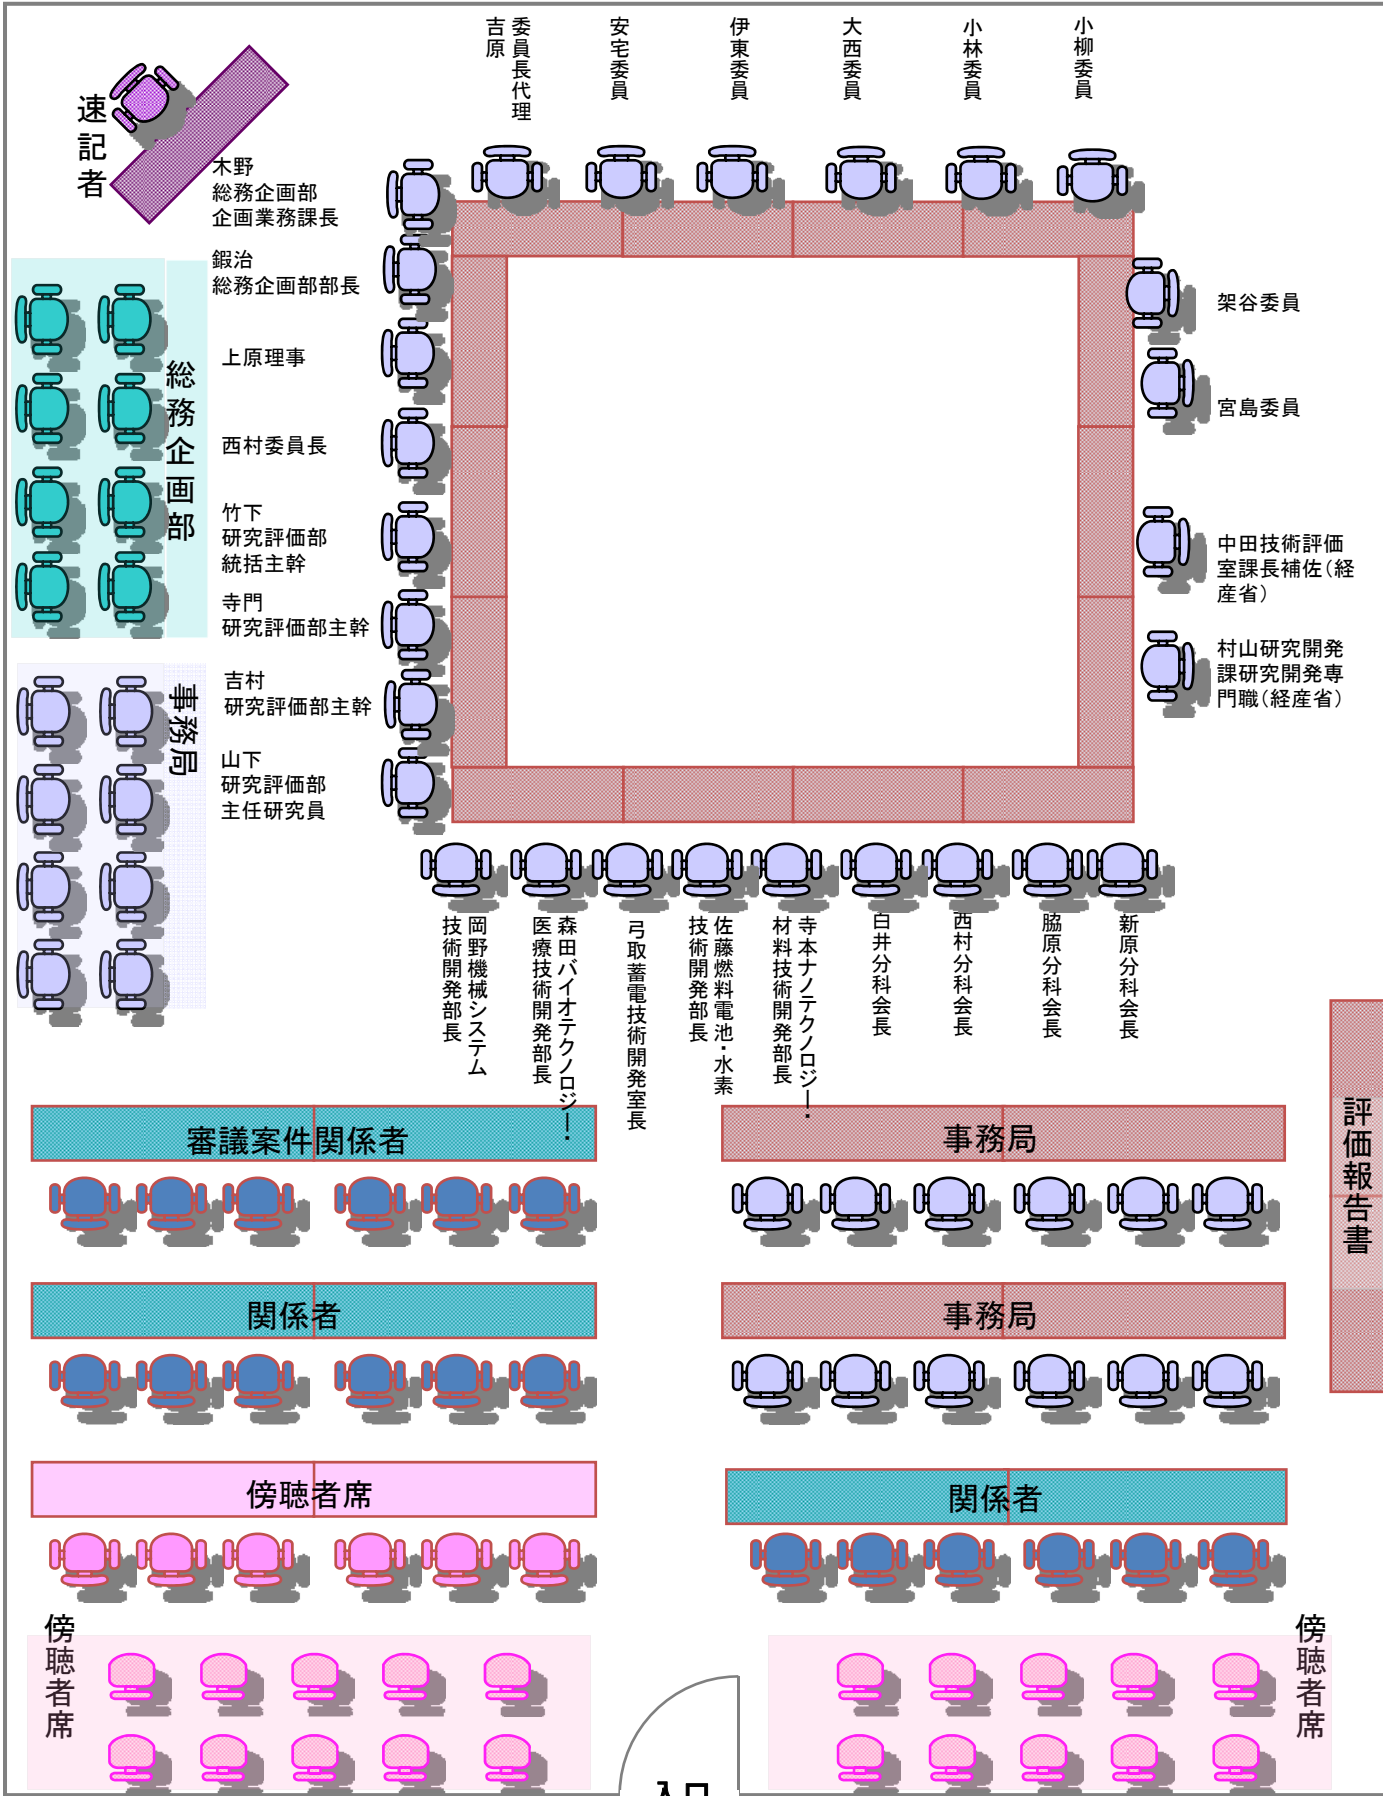 吉原
委員長代理
安宅委員
伊東委員
大西委員
小林委員
小柳委員
速記者
木野
総務企画部
企画業務課長
鍜治
総務企画部部長
上原理事
西村委員長
竹下
研究評価部
統括主幹
寺門
研究評価部主幹
吉村
研究評価部主幹
山下
研究評価部
主任研究員
総務企画部
事務局
架谷委員
宮島委員
中田技術評価
室課長補佐(経
産省)
村山研究開発
課研究開発専
門職(経産省)
岡野機械システム
技術開発部長
森田バイオテクノロジー・
医療技術開発部長
弓取蓄電技術開発室長
佐藤燃料電池・水素
技術開発部長
寺本ナノテクノロジー・
材料技術開発部長
白井分科会長
西村分科会長
脇原分科会長
新原分科会長
審議案件関係者
事務局
評価報告書
関係者
事務局
傍聴者席
関係者
傍聴者席
傍聴者席
入口